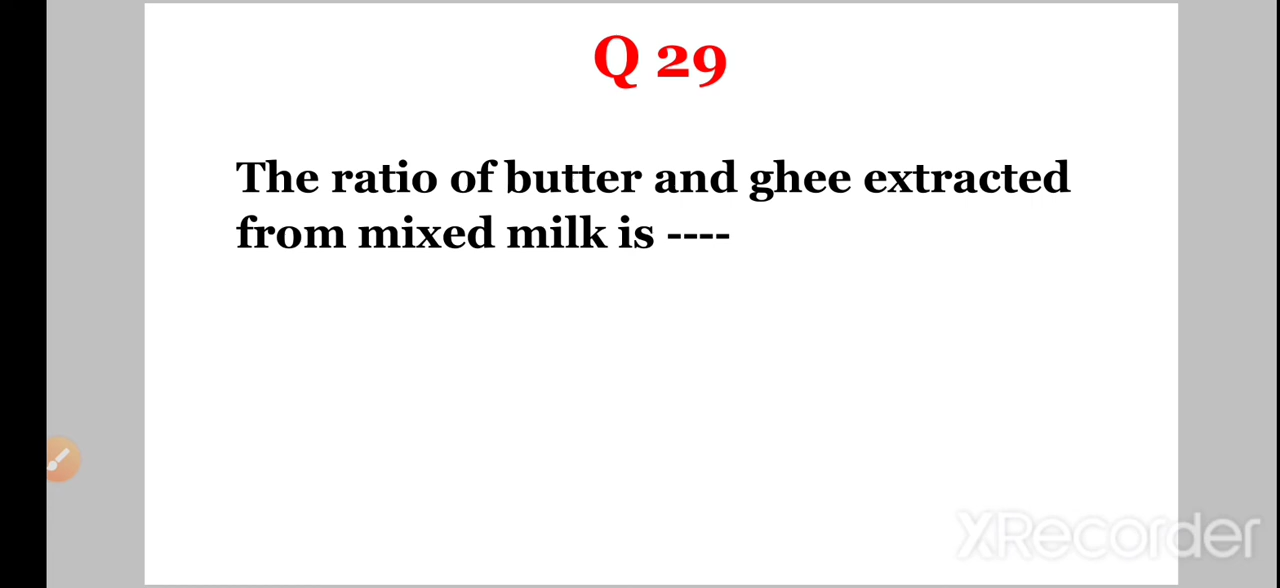 Q 29
The ratio of butter and ghee extracted
from mixed milk is ----
XRecorder